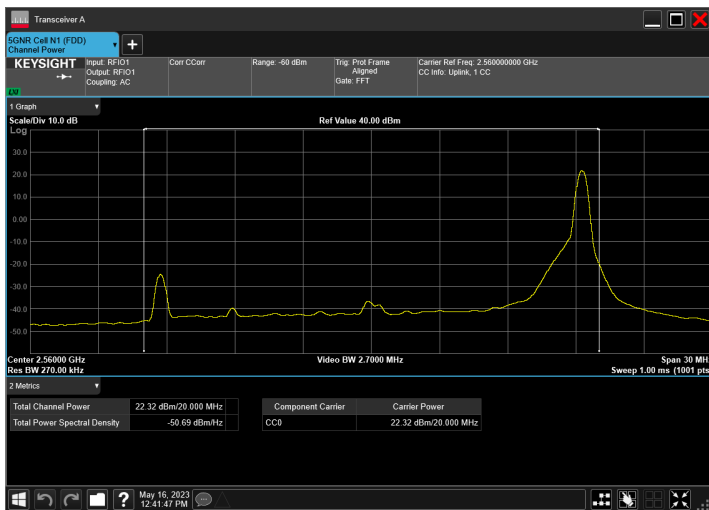 Transceiver A
5GNR Cell N1 (FDD)
Channel Power
KEYSIGHT
Input: RFIO1
Output: RFIO1
Coupling: AC
Corr CCorr
Range: -60 dBm
Trig: Prot Frame
Aligned
Gate: FFT
Carrier Ref Freq: 2.560000000 GHz
CC Info: Uplink, 1 CC
LXI
1 Graph
Scale/Div 10.0 dB
Ref Value 40.00 dBm
Log
30.0
20.0
10.0
0.00
-10.0
-20.0
-30.0
-40.0
-50.0
Center 2.56000 GHz
Video BW 2.7000 MHz
Span 30 MH
Res BW 270.00 kHz
Sweep 1.00 ms (1001 pts
2 Metrics
Total Channel Power 22.32 dBm/20.000 MHz
Total Power Spectral Density -50.69 dBm/Hz
Component Carrier Carrier Power
CC0 22.32 dBm/20.000 MHz
?
May 16, 2023
12:41:47 PM